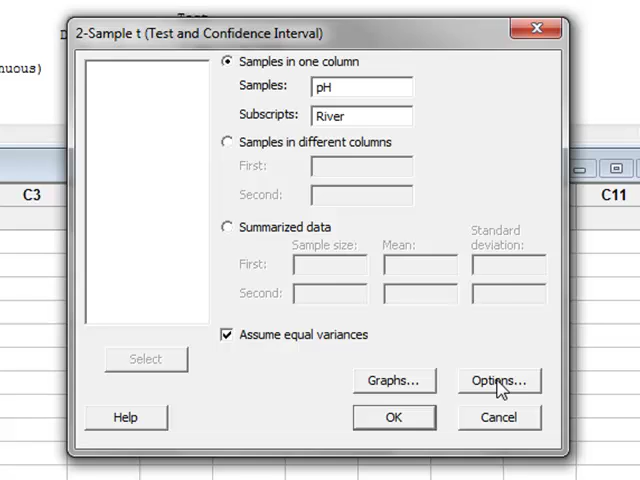 2-Sample t (Test and Confidence Interval)
nuous)
Samples in one column
Samples: pH
Subscripts: River
Samples in different columns
First:
Second:
C3
C11
Summarized data
Sample size: Mean: Standard deviation:
First:
Second:
Assume equal variances
Select
Graphs... Options...
Help OK Cancel